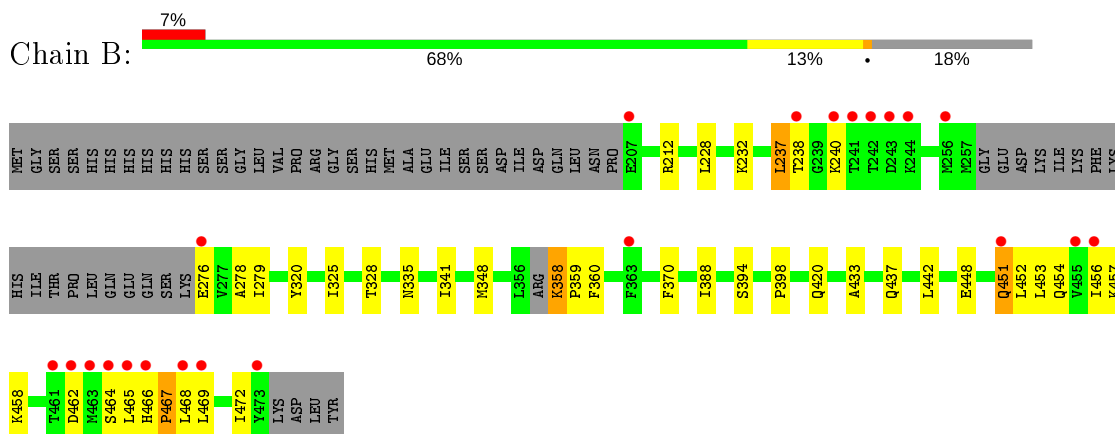 7%
Chain B:
68% 13% • 18%
MET GLY SER SER HIS HIS HIS HIS HIS HIS SER SER GLY LEU VAL PRO ARG GLY SER HIS MET ALA GLU ILE SER SER ASP ILE ASP GLN LEU ASN PRO E207 R212 L228 K232 L237 T238 G239 K240 T241 T242 D243 K244 M256 M257 GLY GLU ASP LYS ILE LYS PHE LYS
HIS ILE THR PRO LEU GLN GLU GLN SER LYS E276 V277 A278 I279 Y320 I325 T328 N335 I341 M348 L356 ARG K358 P359 F360 F363 F370 I388 S394 P398 Q420 A433 Q437 L442 E448 Q451 L452 L453 Q454 V455 I456 K457
K458 T461 D462 M463 S464 L465 H466 P467 L468 L469 I472 Y473 LYS ASP LEU TYR